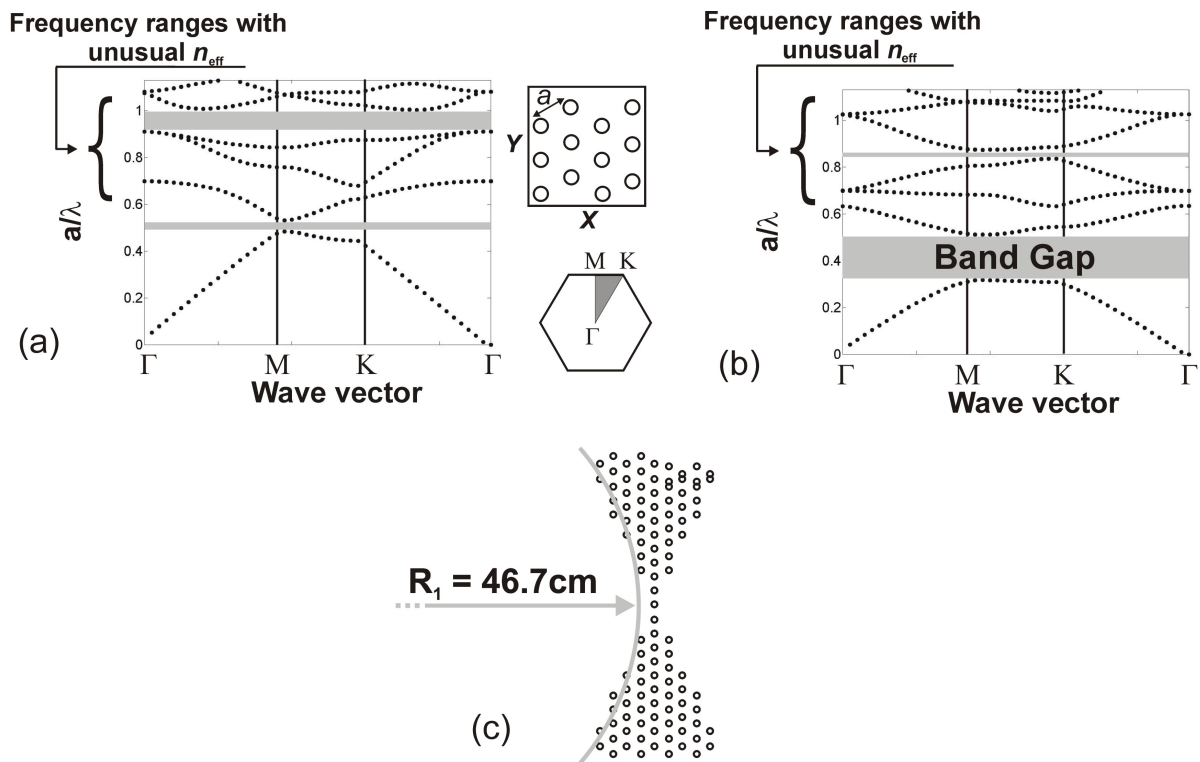 Frequency ranges with
unusual neff
1
0.8
0.6
0.4
0.2
0
a/λ
Γ
M
K
Γ
Wave vector
(a)
a
Y
X
M
K
Γ
Frequency ranges with
unusual neff
1
0.8
0.6
0.4
0.2
0
a/λ
Band Gap
Γ
M
K
Γ
Wave vector
(b)
R1 = 46.7cm
(c)